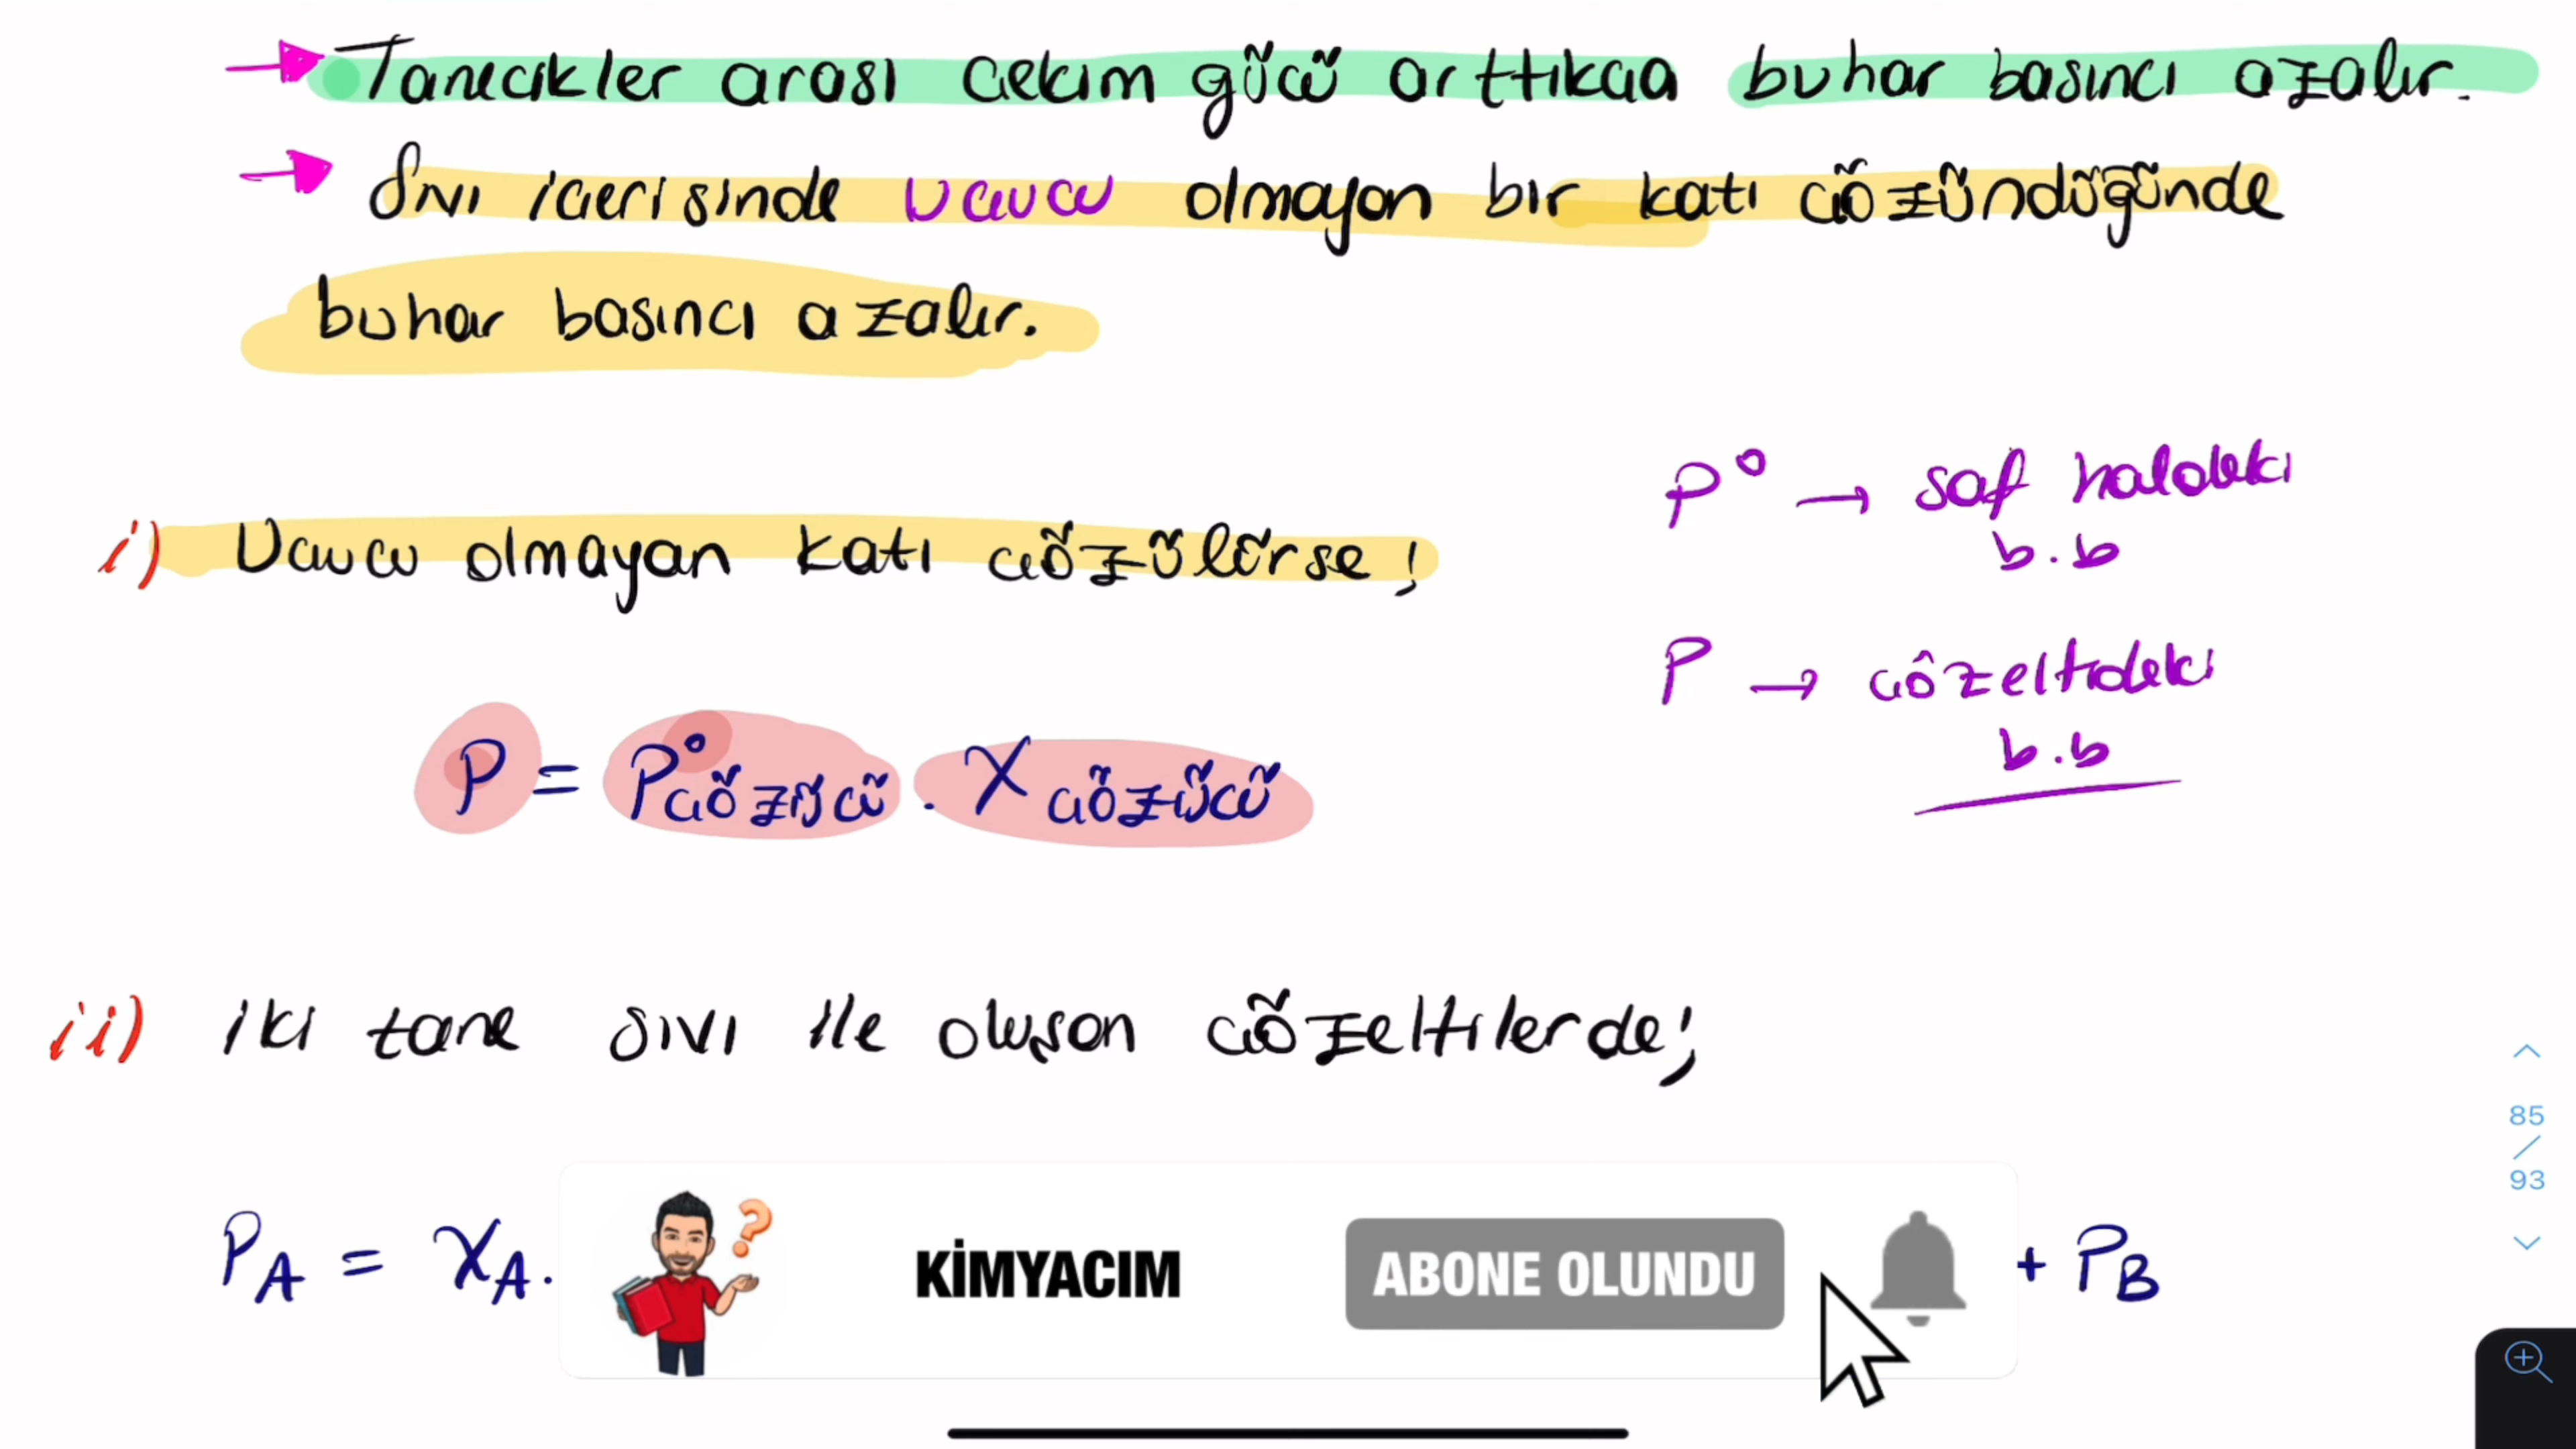 → Tanecikler arası çekim gücü arttıkça buhar basıncı azalır.
→ Sıvı içerisinde uçucu olmayan bir katı çözündüğünde
buhar basıncı azalır.
P° → saf haldeki
b.b
i) Uçucu olmayan katı çözülürse;
P → çözeltideki
b.b
P = P°çözücü . Xçözücü
ii) iki tane sıvı ile oluşan çözeltilerde;
85
/
93
PA = XA.
+ PB
KİMYACIM
ABONE OLUNDU